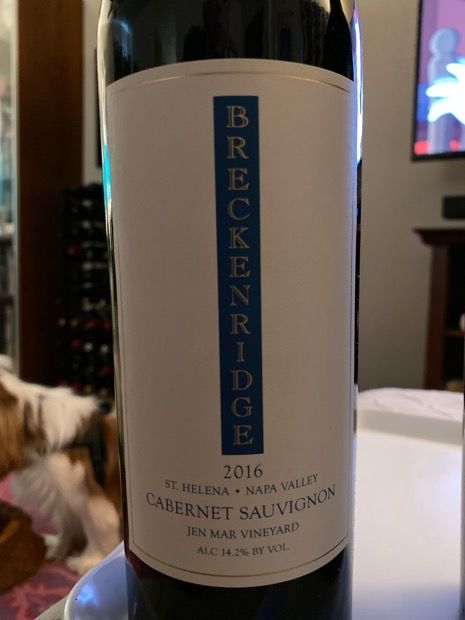 BRECKENRIDGE
2016
ST. HELENA • NAPA VALLEY
CABERNET SAUVIGNON
JEN MAR VINEYARD
ALC 14.2% BY VOL.